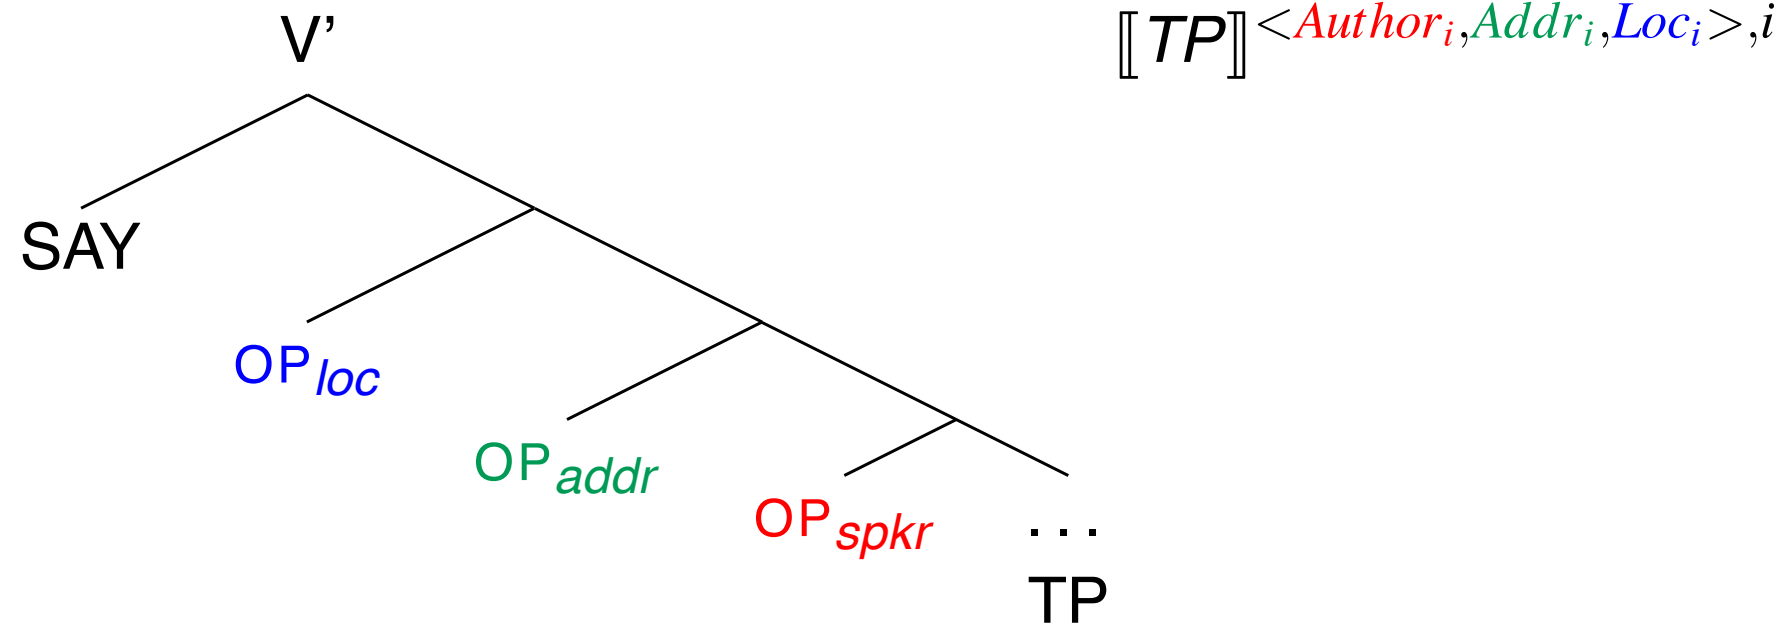 V’ ⟦TP⟧<Author_i,Addr_i,Loc_i>,i
SAY
OP_loc
OP_addr
OP_spkr
...
TP